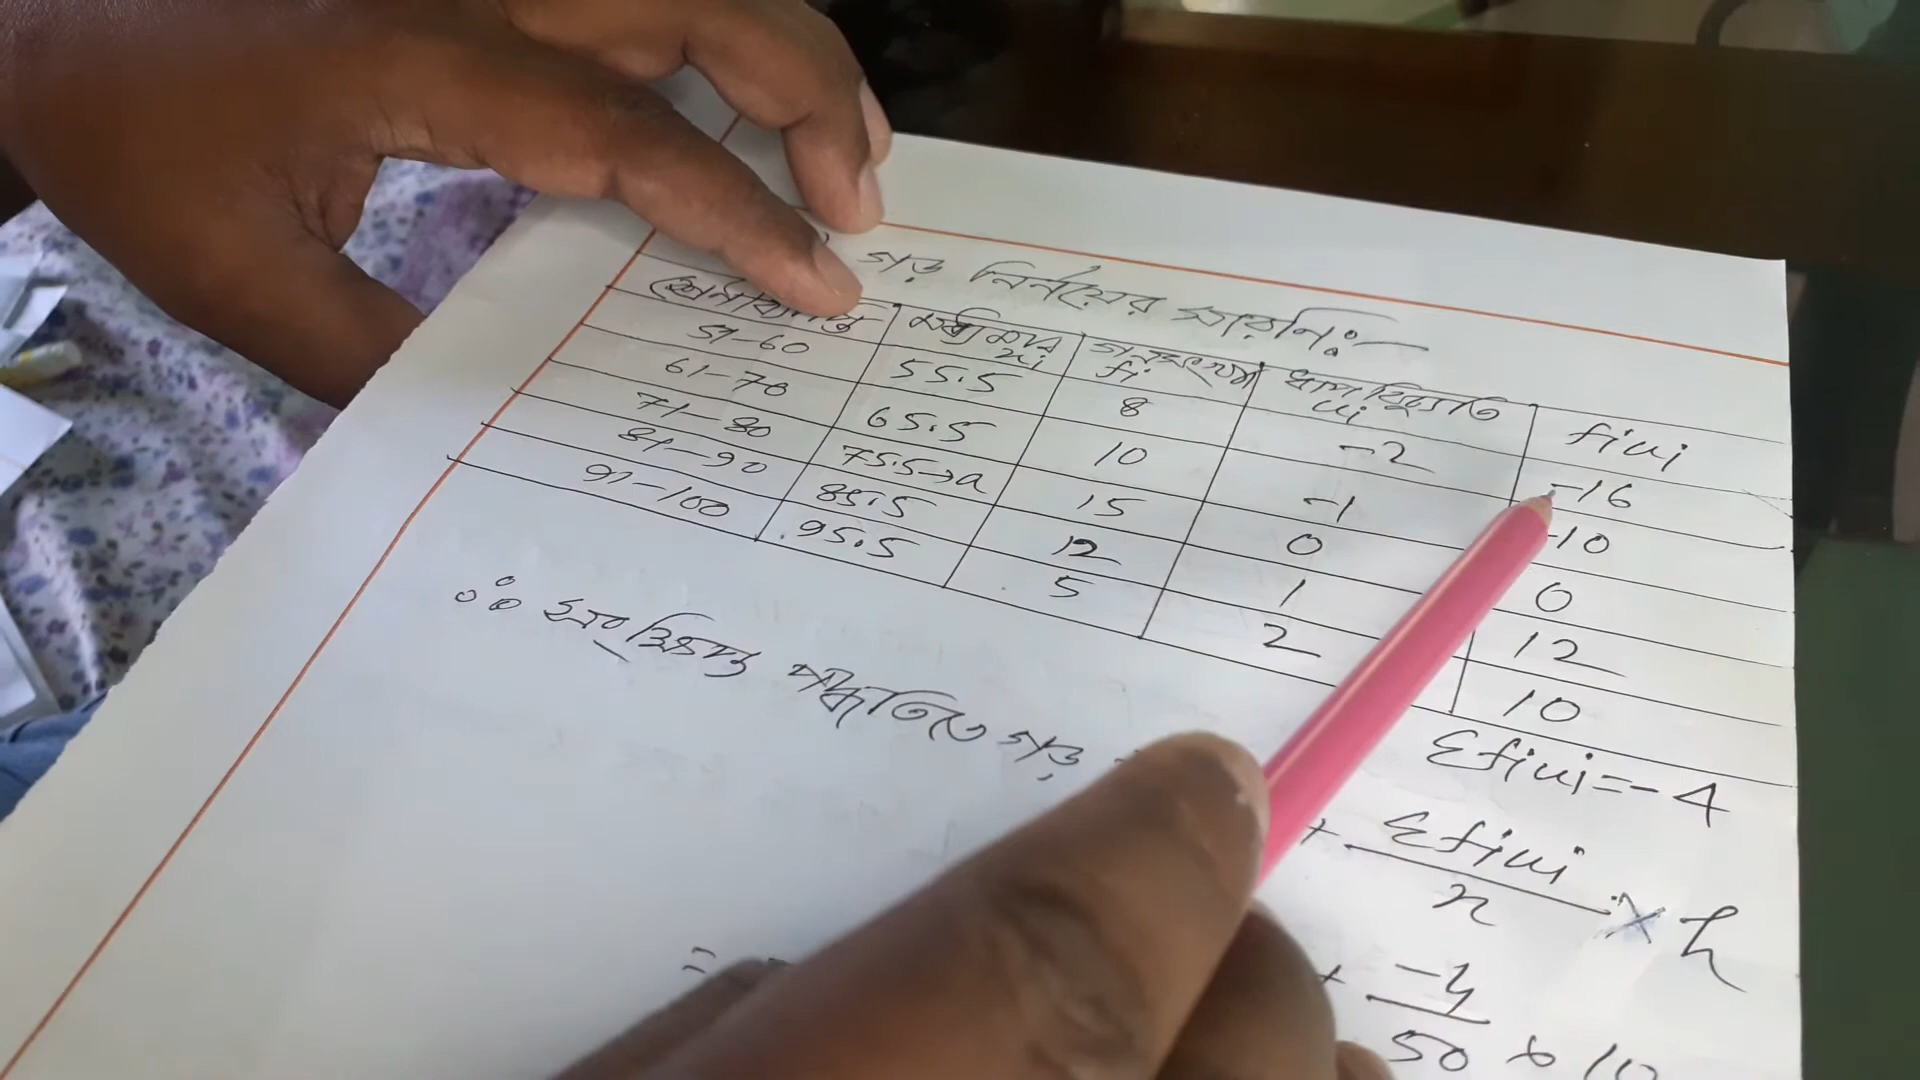 গড় নির্ণয়ের সারণি:-
শ্রেণিব্যাপ্তি মধ্যমান xi গনসংখ্যা fi ধাপ বিচ্যুতি ui fiui
51-60 55.5 8 -2 -16
61-70 65.5 10 -1 -10
71-80 75.5→a 15 0 0
81-90 85.5 12 1 12
91-100 95.5 5 2 10
Σfiui=-4
∴ সংক্ষিপ্ত পদ্ধতিতে গড়,
+ Σfiui / n × h
= + -4 / 50 × 10